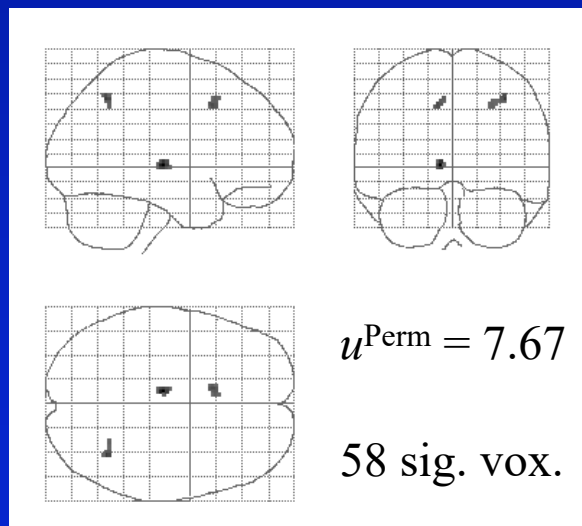 u^Perm = 7.67
58 sig. vox.